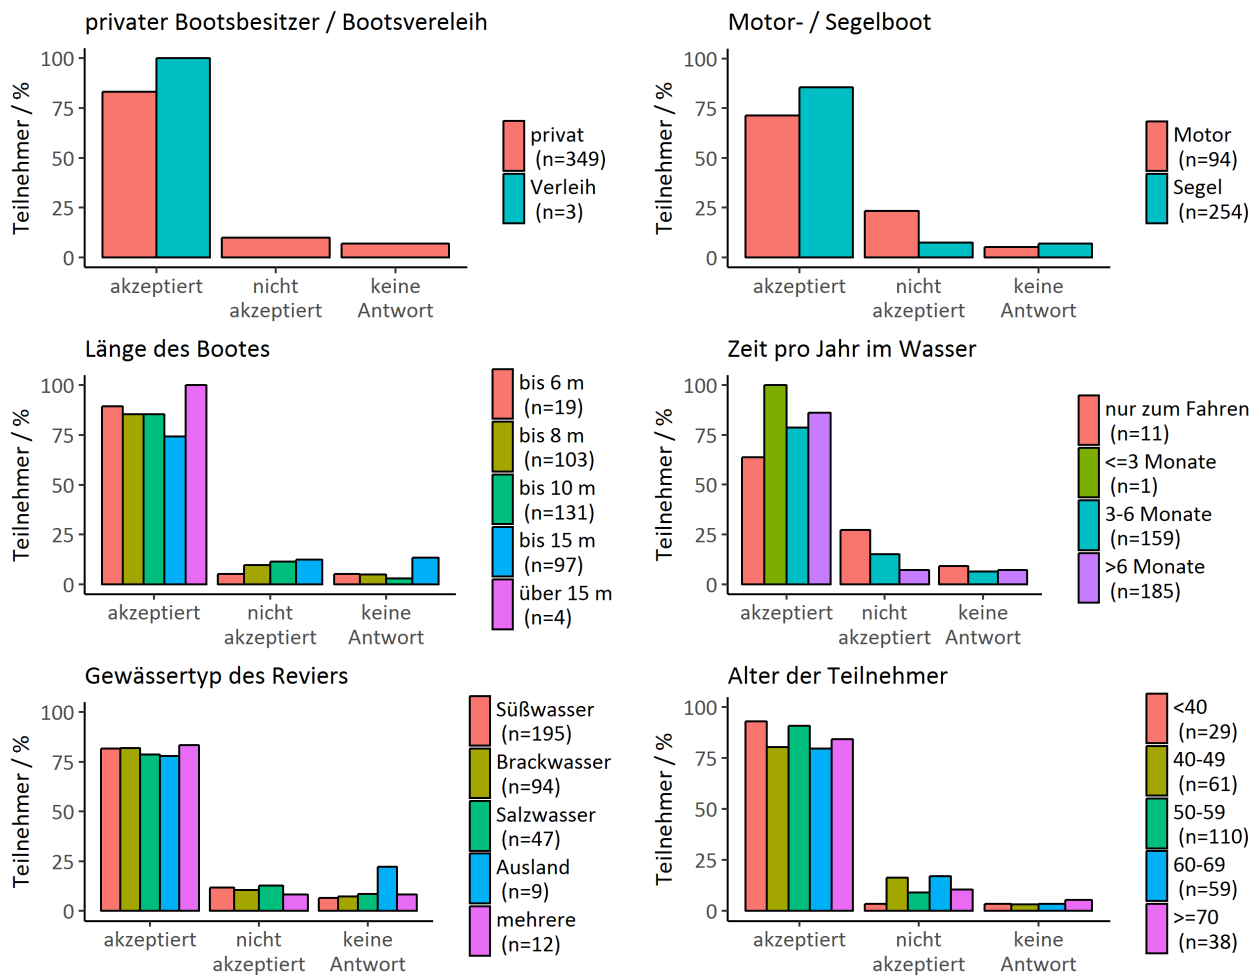 privater Bootsbesitzer / Bootsvereleih
Teilnehmer / %
100
75
50
25
0
akzeptiert
nicht
akzeptiert
keine
Antwort
privat
(n=349)
Verleih
(n=3)
Motor- / Segelboot
Teilnehmer / %
100
75
50
25
0
akzeptiert
nicht
akzeptiert
keine
Antwort
Motor
(n=94)
Segel
(n=254)
Länge des Bootes
Teilnehmer / %
100
75
50
25
0
akzeptiert
nicht
akzeptiert
keine
Antwort
bis 6 m
(n=19)
bis 8 m
(n=103)
bis 10 m
(n=131)
bis 15 m
(n=97)
über 15 m
(n=4)
Zeit pro Jahr im Wasser
Teilnehmer / %
100
75
50
25
0
akzeptiert
nicht
akzeptiert
keine
Antwort
nur zum Fahren
(n=11)
<=3 Monate
(n=1)
3-6 Monate
(n=159)
>6 Monate
(n=185)
Gewässertyp des Reviers
Teilnehmer / %
100
75
50
25
0
akzeptiert
nicht
akzeptiert
keine
Antwort
Süßwasser
(n=195)
Brackwasser
(n=94)
Salzwasser
(n=47)
Ausland
(n=9)
mehrere
(n=12)
Alter der Teilnehmer
Teilnehmer / %
100
75
50
25
0
akzeptiert
nicht
akzeptiert
keine
Antwort
<40
(n=29)
40-49
(n=61)
50-59
(n=110)
60-69
(n=59)
>=70
(n=38)